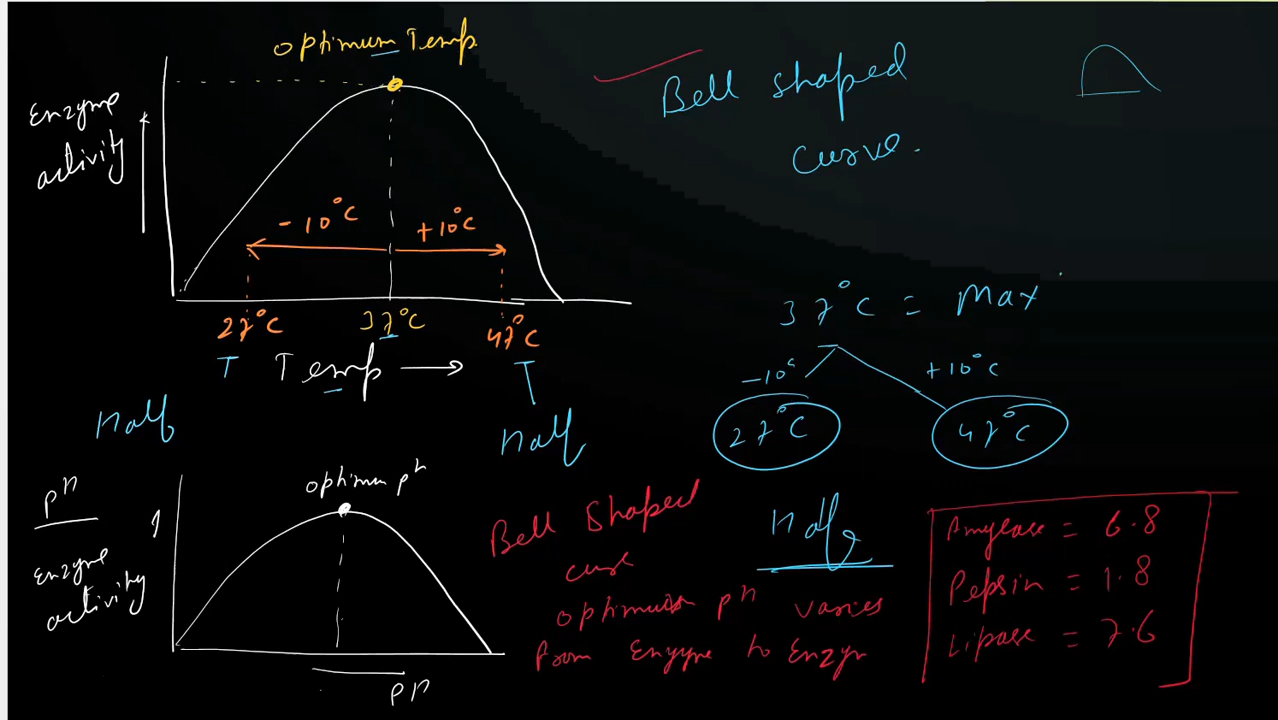 Optimum Temp
Enzyme
activity
Bell shaped
curve.
-10°C
+10°C
27°C
37°C
47°C
T
Temp
T
Half
Half
37°C = Max
-10°
+10°C
27°C
47°C
Half
pH
Enzyme
activity
optimum pH
pH
Bell Shaped
optimum pH varies
from Enzyme to Enzym
Amylase = 6.8
Pepsin = 1.8
Lipase = 7.6